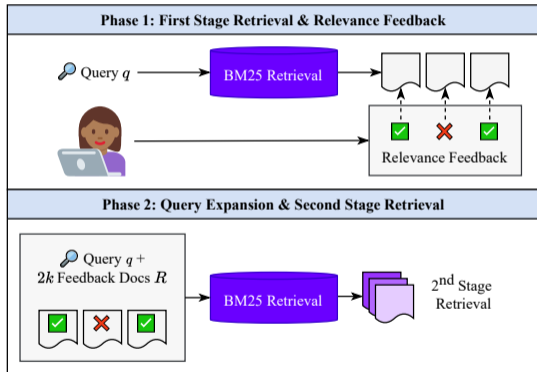 Phase 1: First Stage Retrieval & Relevance Feedback
Query q
BM25 Retrieval
Relevance Feedback
Phase 2: Query Expansion & Second Stage Retrieval
Query q +
2k Feedback Docs R
BM25 Retrieval
2nd Stage
Retrieval